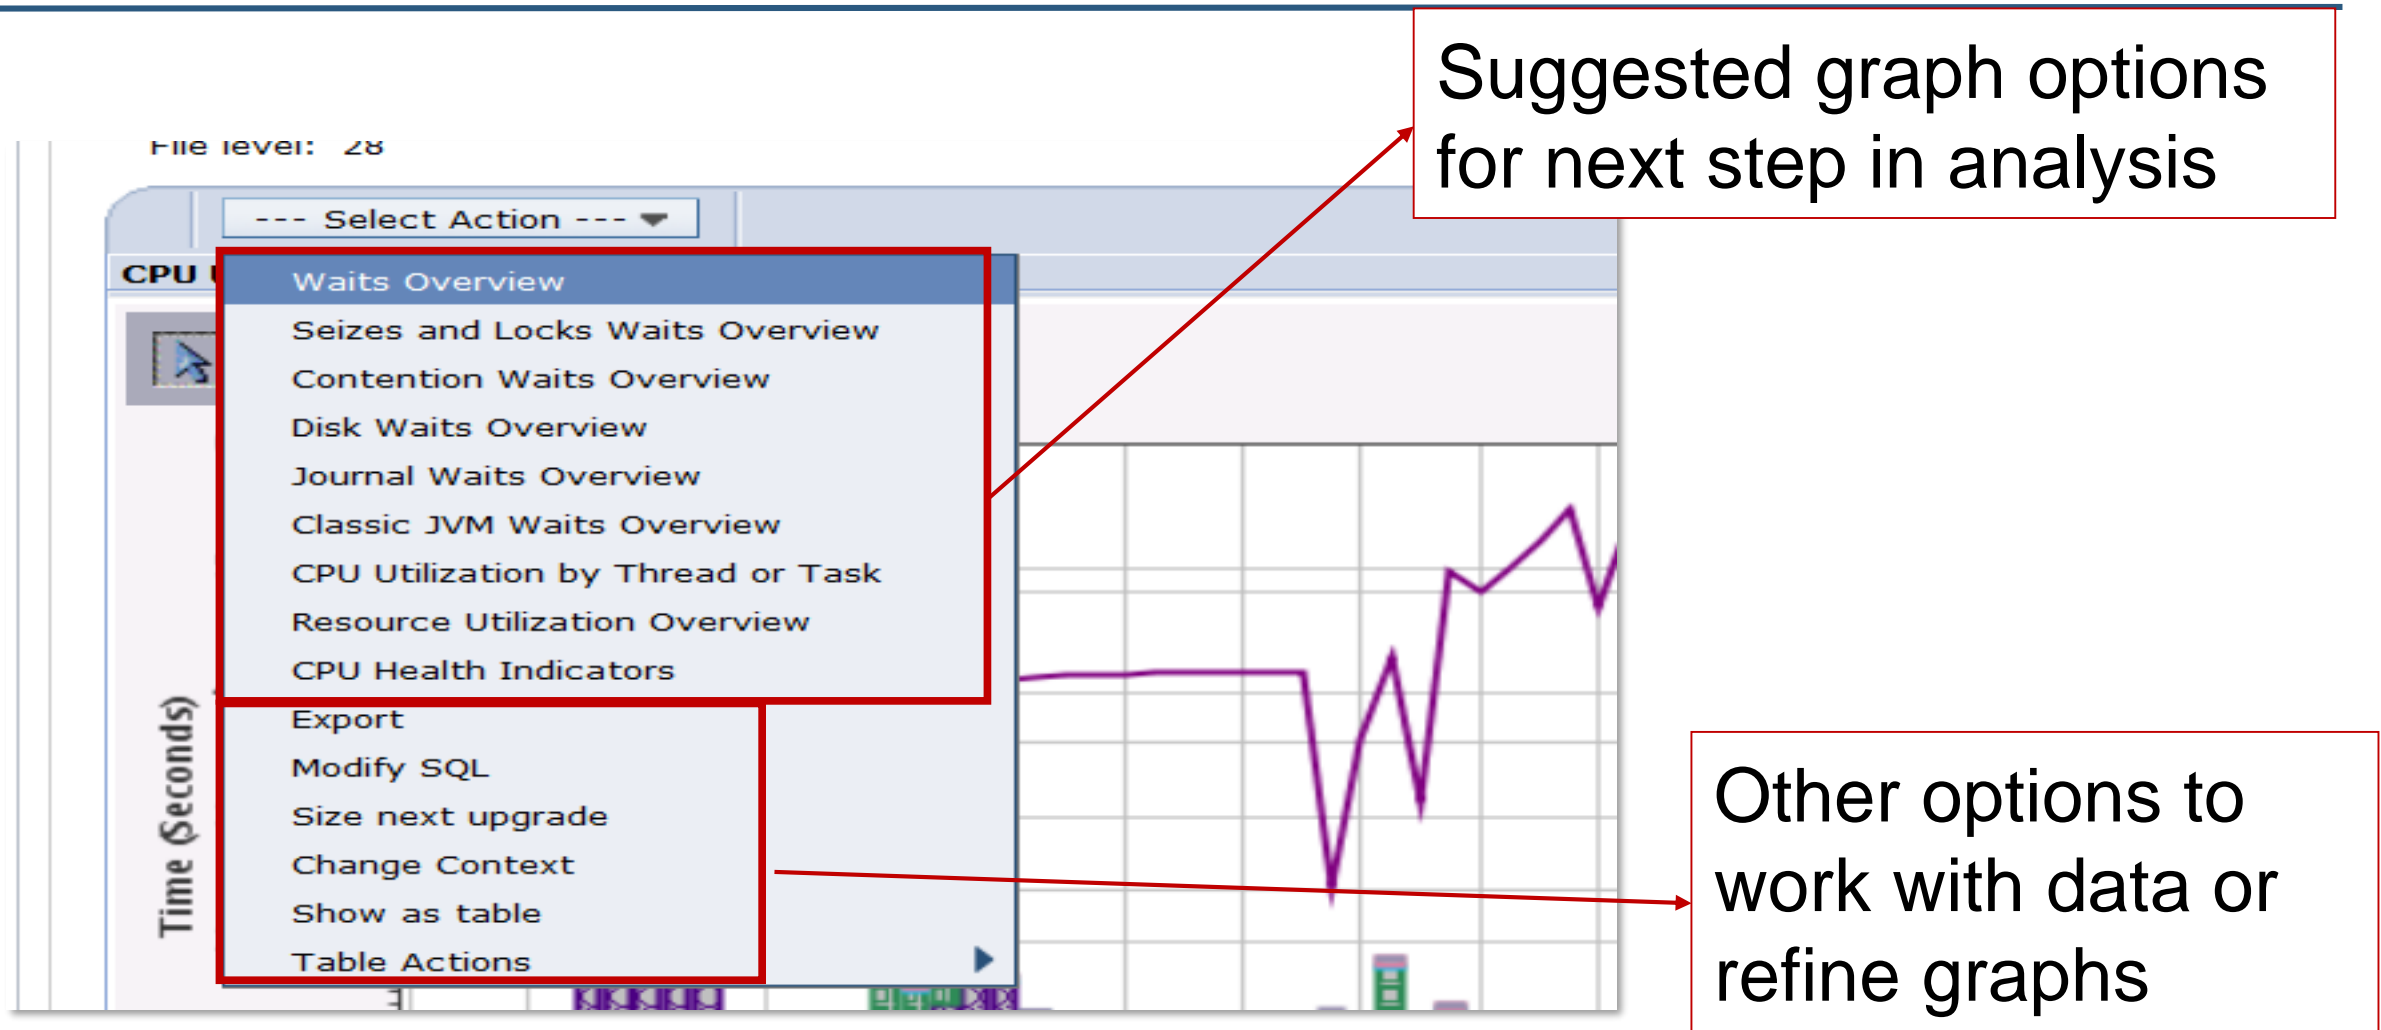 Suggested graph options
for next step in analysis
File level: 28
--- Select Action ---
CPU
Waits Overview
Seizes and Locks Waits Overview
Contention Waits Overview
Disk Waits Overview
Journal Waits Overview
Classic JVM Waits Overview
CPU Utilization by Thread or Task
Resource Utilization Overview
CPU Health Indicators
Export
Modify SQL
Size next upgrade
Change Context
Show as table
Table Actions
Time (Seconds)
Other options to
work with data or
refine graphs